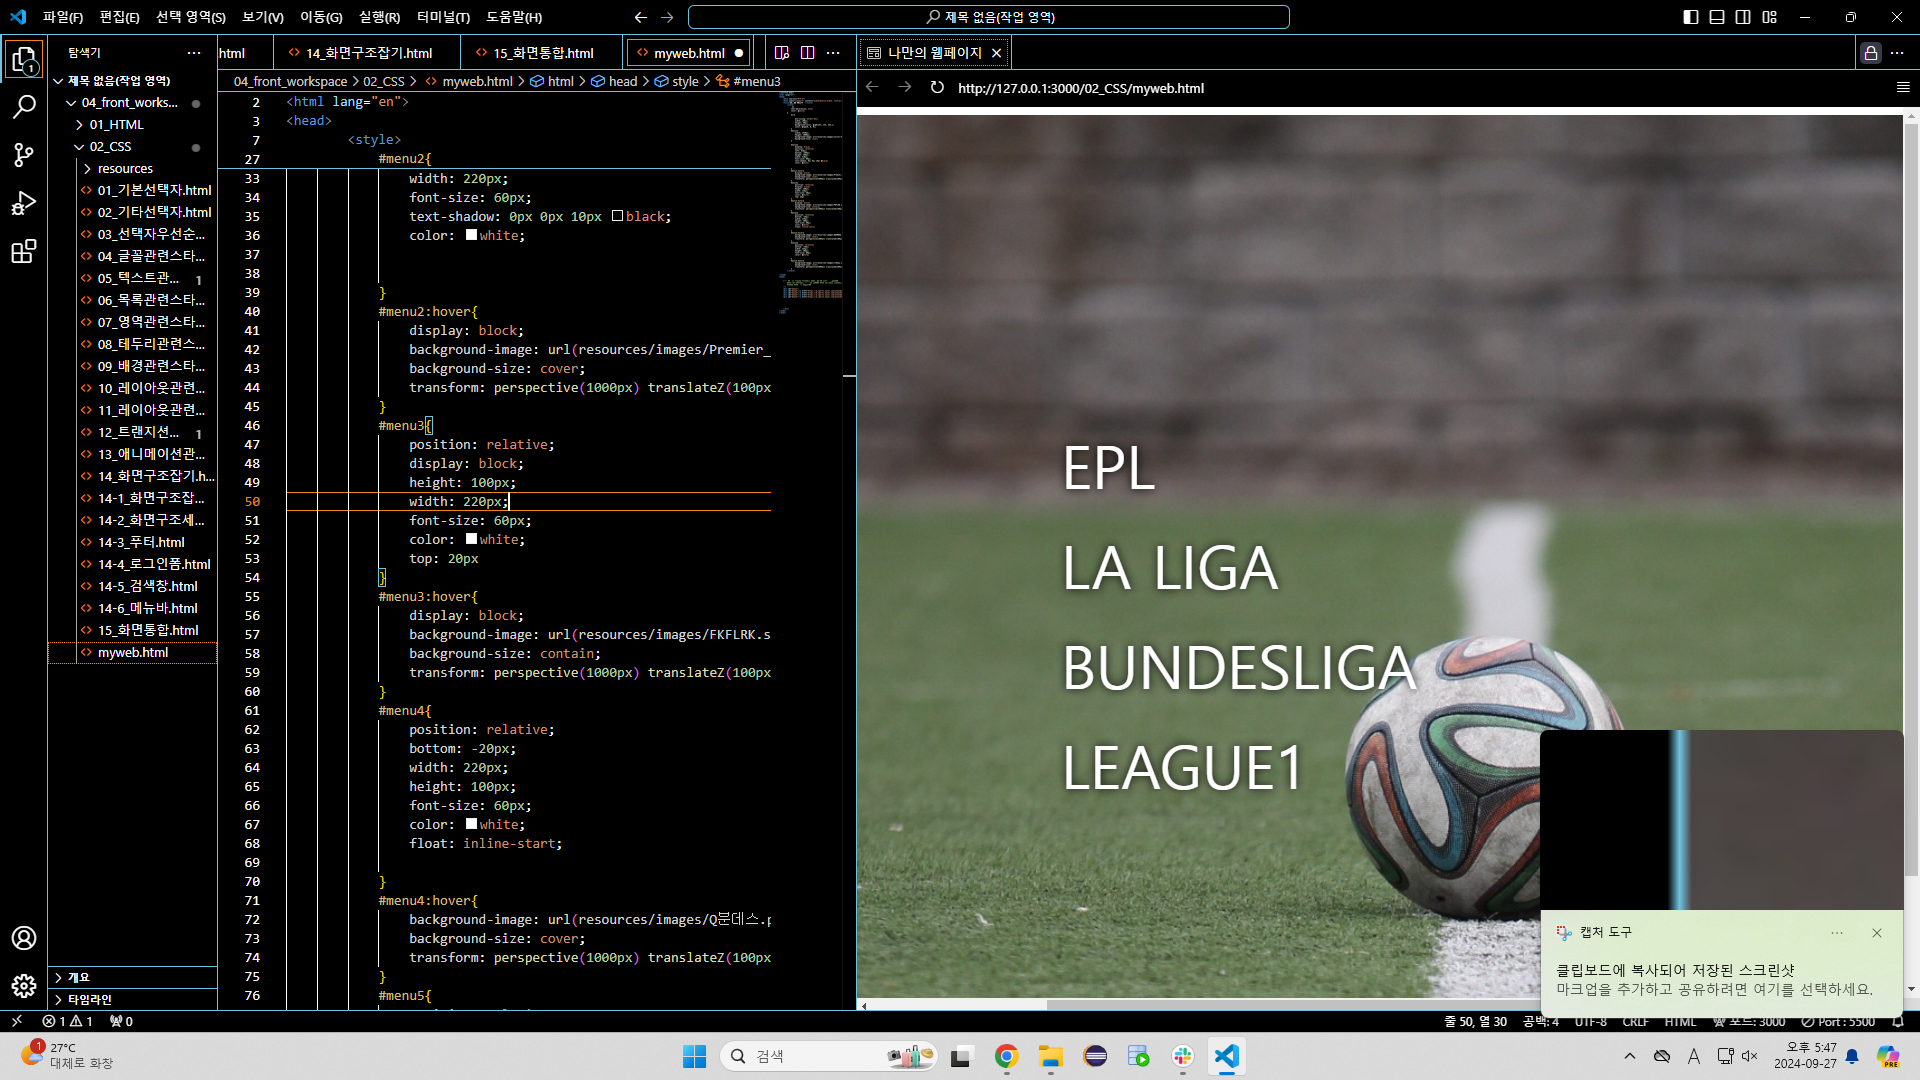 파일(F) 편집(E) 선택 영역(S) 보기(V) 이동(G) 실행(R) 터미널(T) 도움말(H)
제목 없음(작업 영역)
탐색기
제목 없음(작업 영역)
04_front_works...
01_HTML
02_CSS
resources
01_기본선택자.html
02_기타선택자.html
03_선택자우선순...
04_글꼴관련스타...
05_텍스트관... 1
06_목록관련스타...
07_영역관련스타...
08_테두리관련스...
09_배경관련스타...
10_레이아웃관련...
11_레이아웃관련...
12_트랜지션... 1
13_애니메이션관...
14_화면구조잡기.h...
14-1_화면구조잡...
14-2_화면구조세...
14-3_푸터.html
14-4_로그인폼.html
14-5_검색창.html
14-6_메뉴바.html
15_화면통합.html
myweb.html
개요
타임라인
html 14_화면구조잡기.html 15_화면통합.html myweb.html
04_front_workspace > 02_CSS > myweb.html > html > head > style > #menu3
2 <html lang="en">
3 <head>
7 <style>
27 #menu2{
33 width: 220px;
34 font-size: 60px;
35 text-shadow: 0px 0px 10px black;
36 color: white;
37
38
39 }
40 #menu2:hover{
41 display: block;
42 background-image: url(resources/images/Premier_
43 background-size: cover;
44 transform: perspective(1000px) translateZ(100px
45 }
46 #menu3{
47 position: relative;
48 display: block;
49 height: 100px;
50 width: 220px;
51 font-size: 60px;
52 color: white;
53 top: 20px
54 }
55 #menu3:hover{
56 display: block;
57 background-image: url(resources/images/FKFLRK.s
58 background-size: contain;
59 transform: perspective(1000px) translateZ(100px
60 }
61 #menu4{
62 position: relative;
63 bottom: -20px;
64 width: 220px;
65 height: 100px;
66 font-size: 60px;
67 color: white;
68 float: inline-start;
69
70 }
71 #menu4:hover{
72 background-image: url(resources/images/Q분데스.p
73 background-size: cover;
74 transform: perspective(1000px) translateZ(100px
75 }
76 #menu5{
나만의 웹페이지
http://127.0.0.1:3000/02_CSS/myweb.html
EPL
LA LIGA
BUNDESLIGA
LEAGUE1
캡처 도구
클립보드에 복사되어 저장된 스크린샷
마크업을 추가하고 공유하려면 여기를 선택하세요.
1 1 0
줄 50, 열 30 공백: 4 UTF-8 CRLF HTML 포트: 3000 Port : 5500
1
27°C
대체로 화창
검색
A
오후 5:47
2024-09-27
PRE